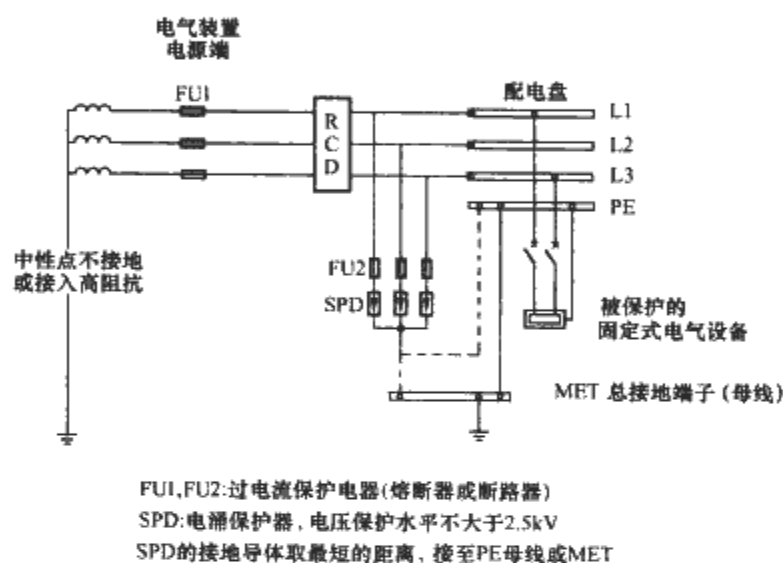 电气装置
电源端
FU1
RCD
配电盘
L1
L2
L3
PE
中性点不接地
或接入高阻抗
FU2
SPD
被保护的
固定式电气设备
MET 总接地端子(母线)
FU1,FU2:过电流保护电器(熔断器或断路器)
SPD:电涌保护器,电压保护水平不大于2.5kV
SPD的接地导体取最短的距离,接至PE母线或MET